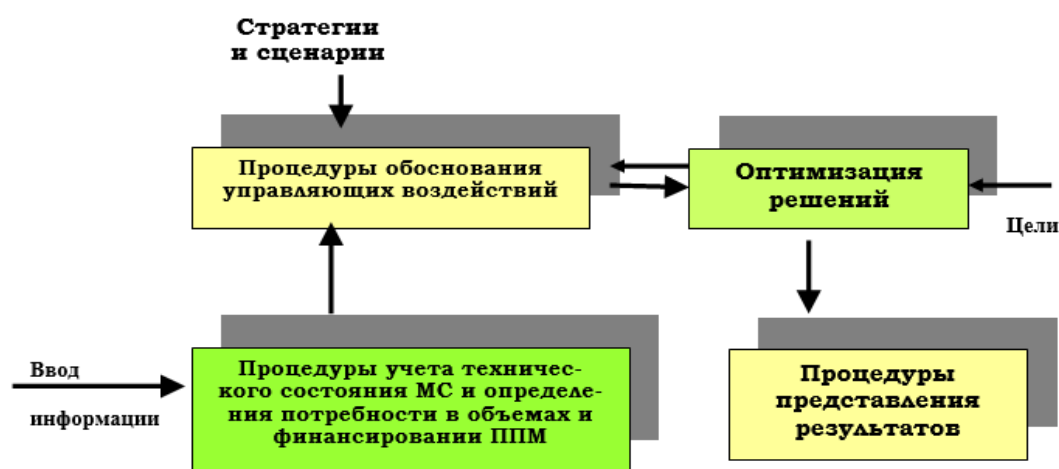 Стратегии
и сценарии
Процедуры обоснования
управляющих воздействий
Оптимизация
решений
Цели
Ввод
информации
Процедуры учета техничес-
кого состояния МС и определе-
ния потребности в объемах и
финансировании ППМ
Процедуры
представления
результатов